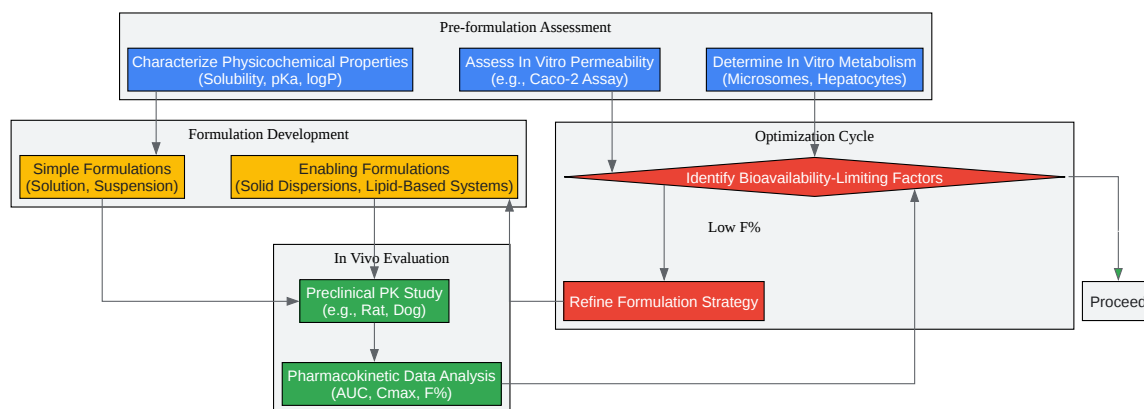 Pre-formulation Assessment
Characterize Physicochemical Properties
(Solubility, pKa, logP)
Assess In Vitro Permeability
(e.g., Caco-2 Assay)
Determine In Vitro Metabolism
(Microsomes, Hepatocytes)
Formulation Development
Simple Formulations
(Solution, Suspension)
Enabling Formulations
(Solid Dispersions, Lipid-Based Systems)
Optimization Cycle
Identify Bioavailability-Limiting Factors
Low F%
Refine Formulation Strategy
In Vivo Evaluation
Preclinical PK Study
(e.g., Rat, Dog)
Pharmacokinetic Data Analysis
(AUC, Cmax, F%)
Proceed